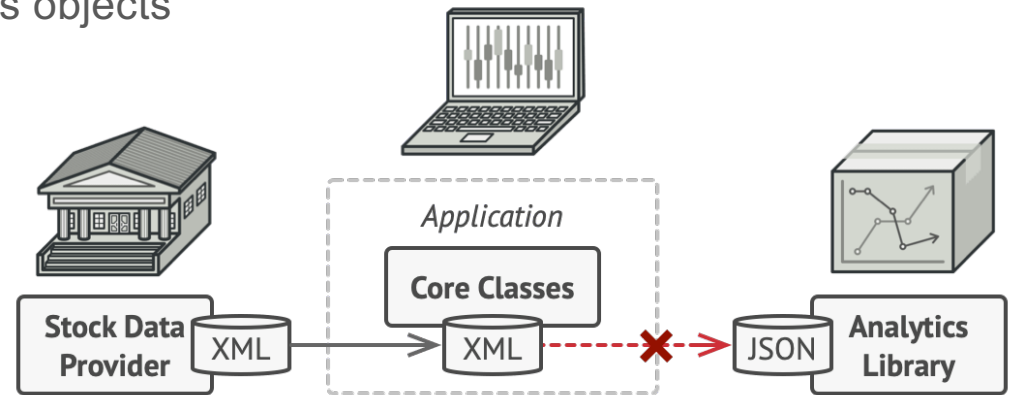 s objects
Application
Core Classes
Stock Data
Provider
XML
XML
JSON
Analytics
Library